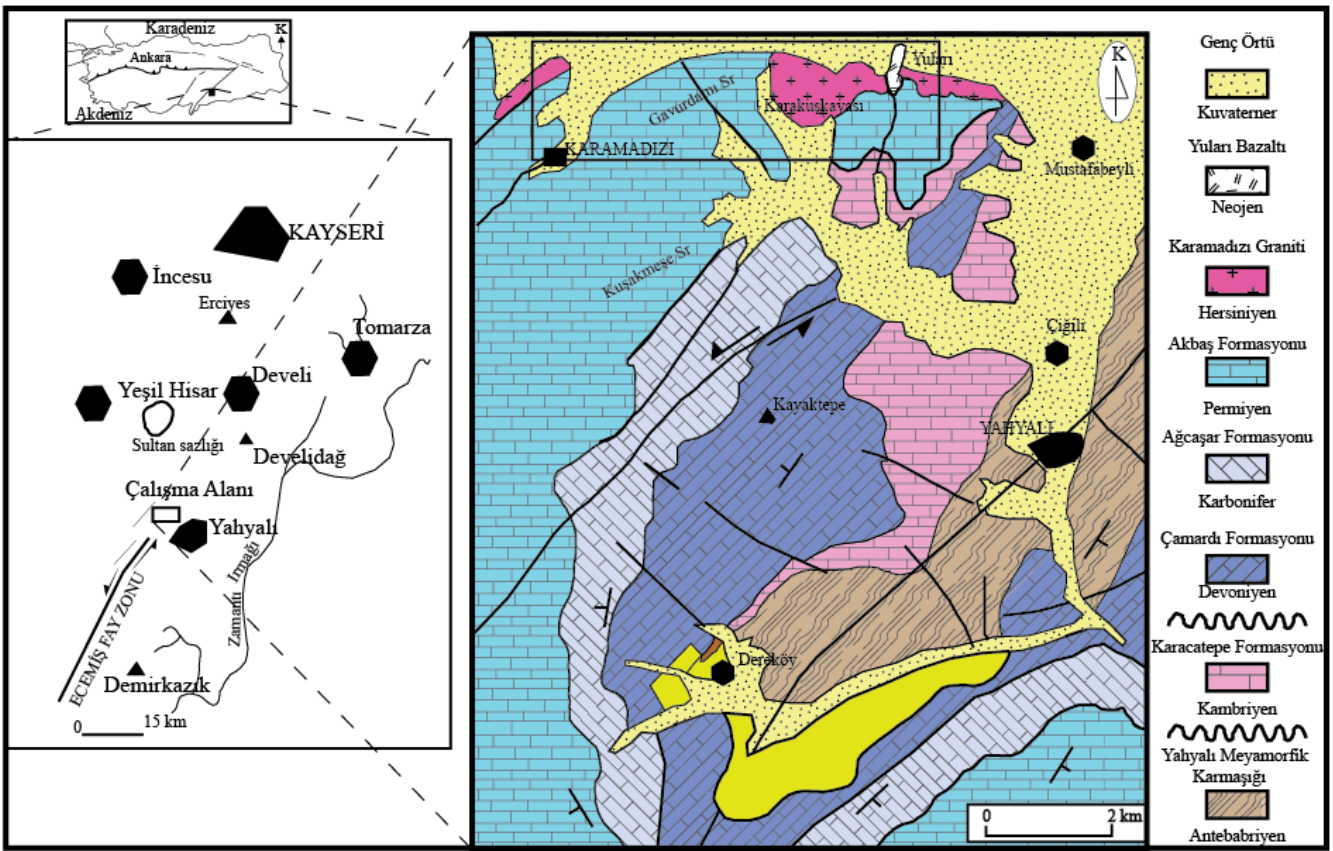 Karadeniz
K
Ankara
Akdeniz
KAYSERİ
İncesu
Erciyes
Tomarza
Develi
Yeşil Hisar
Sultan sazlığı
Develidağ
Çalışma Alanı
Yahyalı
Zamantı Irmağı
ECEMİŞ FAY ZONU
Demirkazık
0 15 km
Yuları
K
Gavurdamı Sr
Karakuşkayası
KARAMADIZI
Mustafabeyli
Kuşakmeşe Sr
Çiğili
Kayaktepe
YAHYALI
Dereköy
0 2 km
Genç Örtü
Kuvaterner
Yuları Bazaltı
Neojen
Karamadızı Graniti
Hersiniyen
Akbaş Formasyonu
Permiyen
Ağcaşar Formasyonu
Karbonifer
Çamardı Formasyonu
Devoniyen
Karacatepe Formasyonu
Kambriyen
Yahyalı Meyamorfik
Karmaşığı
Antebabriyen